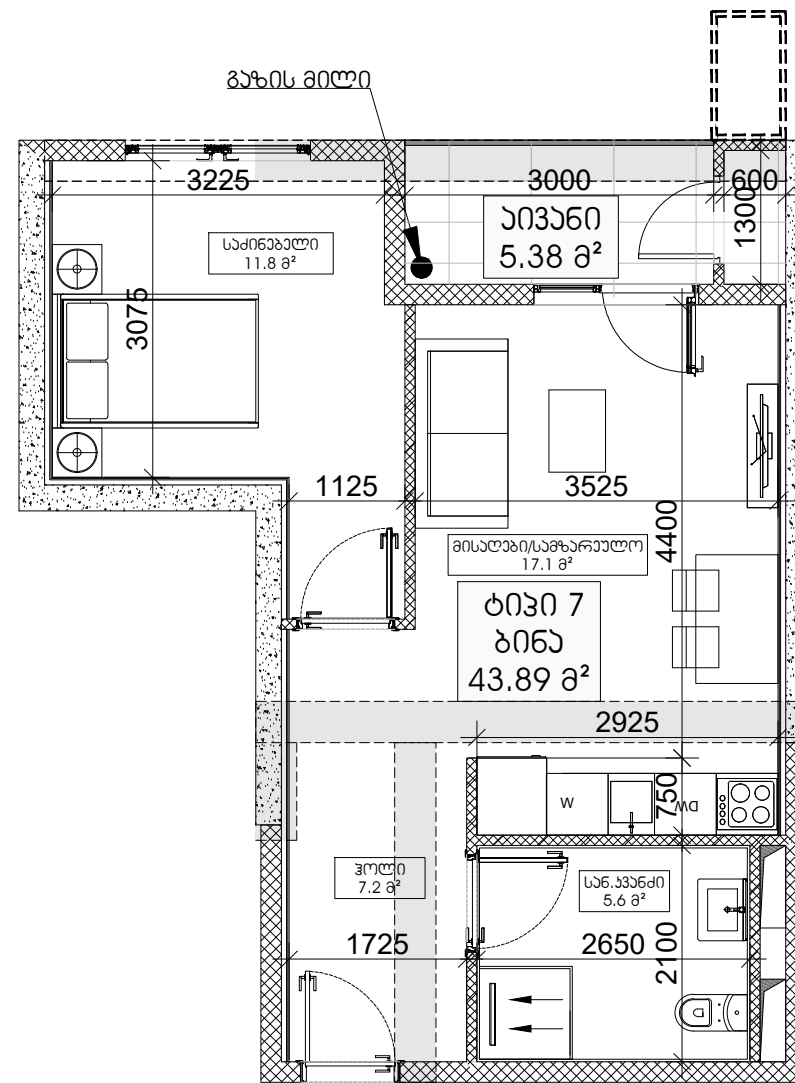 გაზის მილი
3225
3000
600
1300
აივანი
5.38 მ²
საძინებელი
11.8 მ²
3075
1125
3525
4400
მისაღები/სამზარეულო
17.1 მ²
ტიპი 7
ბინა
43.89 მ²
2925
750
W
DW
ჰოლი
7.2 მ²
სან.კვანძი
5.6 მ²
1725
2650
2100